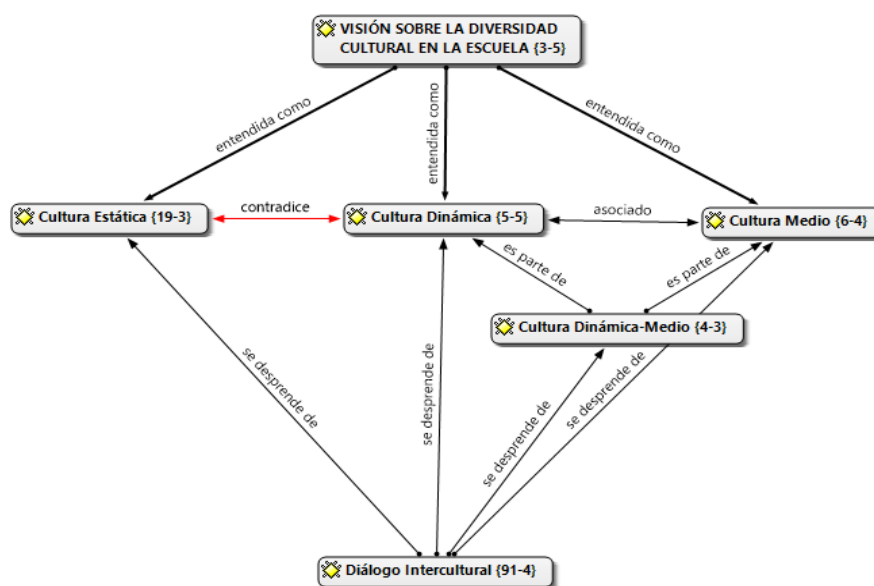 VISIÓN SOBRE LA DIVERSIDAD
CULTURAL EN LA ESCUELA {3-5}
entendida como
entendida como
entendida como
Cultura Estática {19-3}
contradice
Cultura Dinámica {5-5}
asociado
Cultura Medio {6-4}
es parte de
es parte de
Cultura Dinámica-Medio {4-3}
se desprende de
se desprende de
se desprende de
se desprende de
Diálogo Intercultural {91-4}